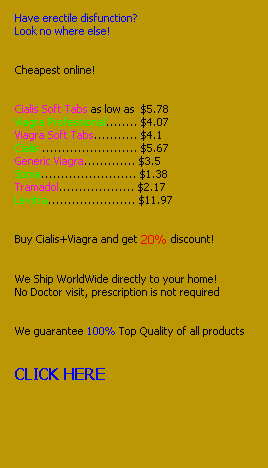 Have erectile disfunction?
Look no where else!
Cheapest online!
Cialis Soft Tabs as low as $5.78
........ $4.07
Viagra Soft Tabs........... $4.1
........................ $5.67
Generic Viagra............. $3.5
........................ $1.38
Tramadol................... $2.17
...................... $11.97
Buy Cialis+Viagra and get 20% discount!
We Ship WorldWide directly to your home!
No Doctor visit, prescription is not required
We guarantee 100% Top Quality of all products
CLICK HERE